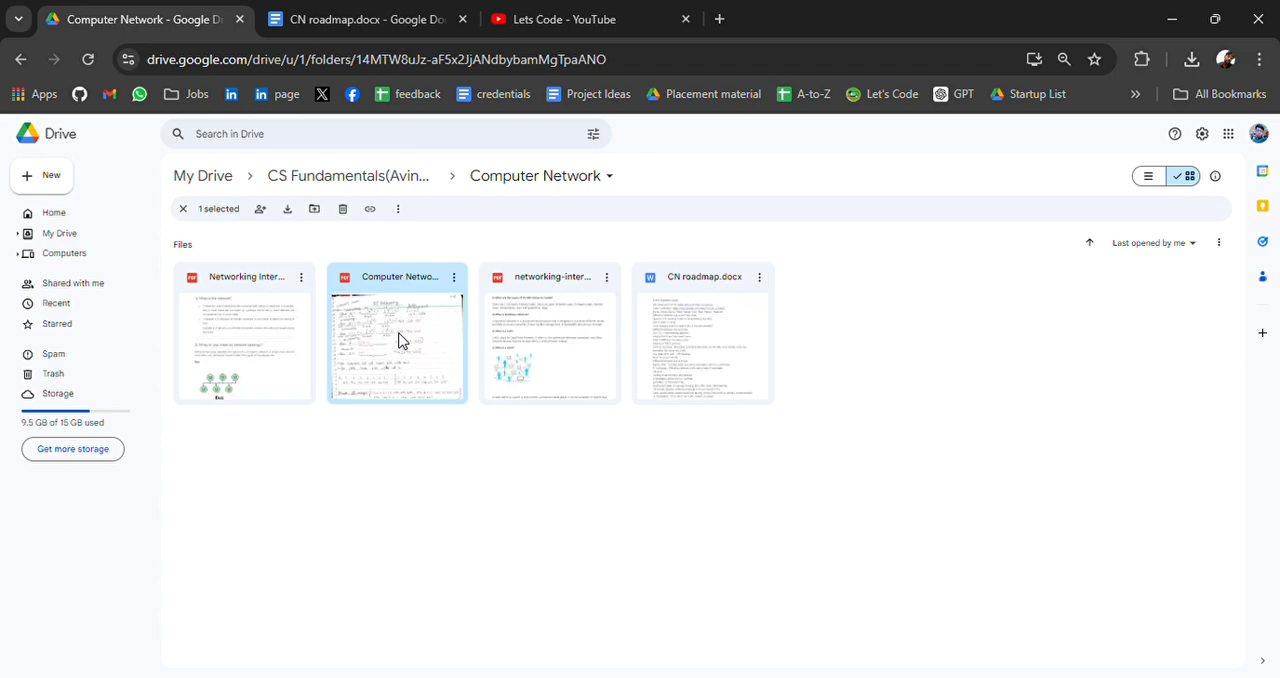 Computer Network - Google Dr
CN roadmap.docx - Google Do
Lets Code - YouTube
drive.google.com/drive/u/1/folders/14MTW8uJz-aF5x2JjANdbybamMgTpaANO
Apps
Jobs
page
feedback
credentials
Project Ideas
Placement material
A-to-Z
Let's Code
GPT
Startup List
All Bookmarks
Drive
Search in Drive
New
My Drive > CS Fundamentals(Avin... > Computer Network
1 selected
Home
My Drive
Computers
Shared with me
Recent
Starred
Spam
Trash
Storage
9.5 GB of 15 GB used
Get more storage
Files
Last opened by me
PDF Networking Inter...
PDF Computer Netwo...
PDF networking-inter...
W CN roadmap.docx